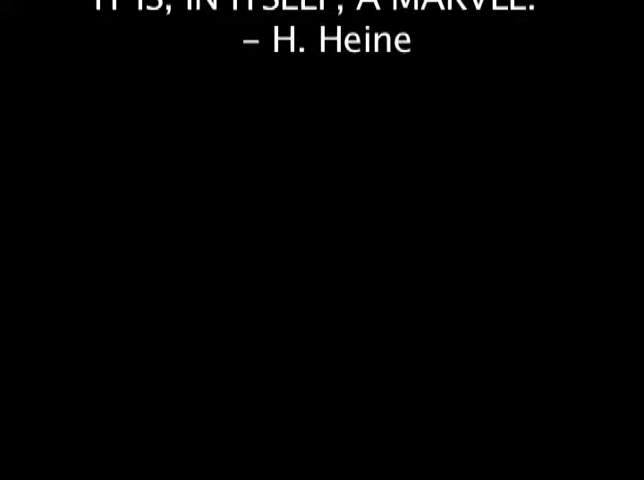 IT IS, IN ITSELF, A MARVEL.
– H. Heine